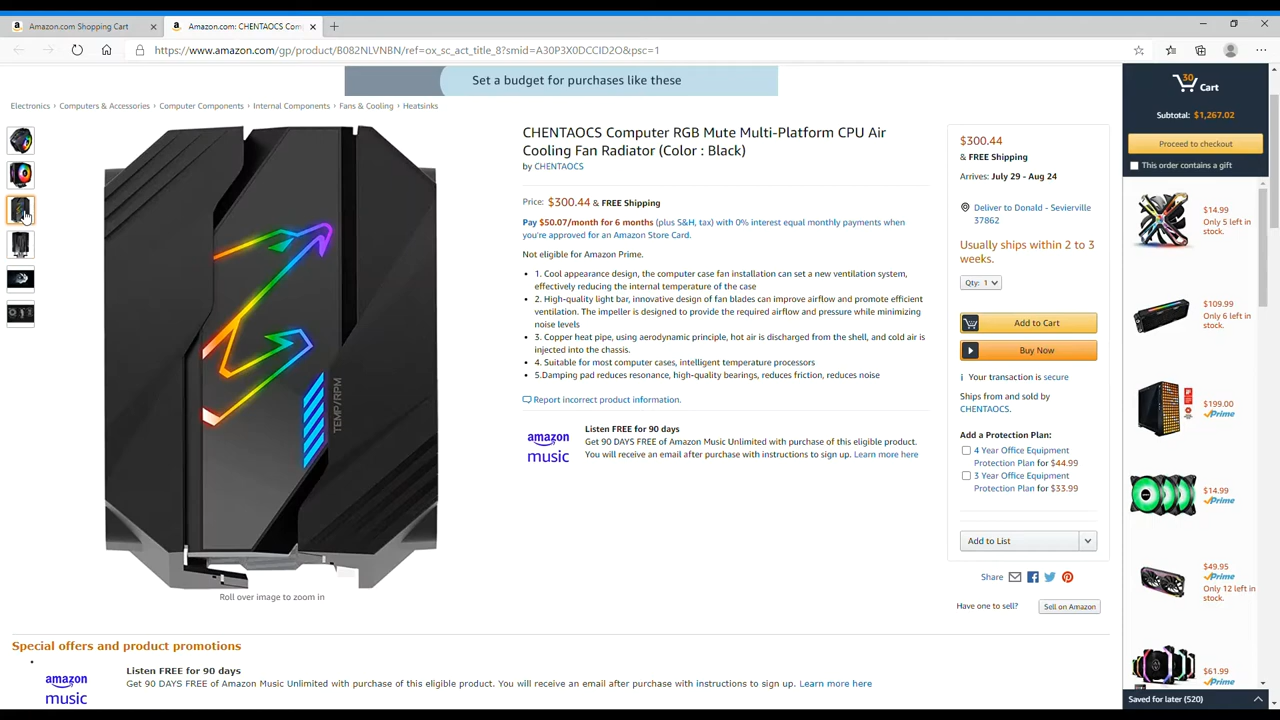 Amazon.com Shopping Cart
Amazon.com: CHENTAOCS Com
https://www.amazon.com/gp/product/B082NLVNBN/ref=ox_sc_act_title_8?smid=A30P3X0DCCID2O&psc=1
Set a budget for purchases like these
Electronics › Computers & Accessories › Computer Components › Internal Components › Fans & Cooling › Heatsinks
TEMP/RPM
Roll over image to zoom in
CHENTAOCS Computer RGB Mute Multi-Platform CPU Air
Cooling Fan Radiator (Color : Black)
by CHENTAOCS
Price: $300.44 & FREE Shipping
Pay $50.07/month for 6 months (plus S&H, tax) with 0% interest equal monthly payments when
you're approved for an Amazon Store Card.
Not eligible for Amazon Prime.
1. Cool appearance design, the computer case fan installation can set a new ventilation system,
effectively reducing the internal temperature of the case
2. High-quality light bar, innovative design of fan blades can improve airflow and promote efficient
ventilation. The impeller is designed to provide the required airflow and pressure while minimizing
noise levels
3. Copper heat pipe, using aerodynamic principle, hot air is discharged from the shell, and cold air is
injected into the chassis.
4. Suitable for most computer cases, intelligent temperature processors
5.Damping pad reduces resonance, high-quality bearings, reduces friction, reduces noise
Report incorrect product information.
amazon
music
Listen FREE for 90 days
Get 90 DAYS FREE of Amazon Music Unlimited with purchase of this eligible product.
You will receive an email after purchase with instructions to sign up. Learn more here
$300.44
& FREE Shipping
Arrives: July 29 - Aug 24
Deliver to Donald - Sevierville
37862
Usually ships within 2 to 3
weeks.
Qty: 1
Add to Cart
Buy Now
Your transaction is secure
Ships from and sold by
CHENTAOCS.
Add a Protection Plan:
4 Year Office Equipment
Protection Plan for $44.99
3 Year Office Equipment
Protection Plan for $33.99
Add to List
Share
Have one to sell?
Sell on Amazon
30
Cart
Subtotal: $1,267.02
Proceed to checkout
This order contains a gift
$14.99
Only 5 left in
stock.
$109.99
Only 6 left in
stock.
$199.00
Prime
$14.99
Prime
$49.95
Prime
Only 12 left in
stock.
$61.99
Prime
Saved for later (520)
Special offers and product promotions
amazon
music
Listen FREE for 90 days
Get 90 DAYS FREE of Amazon Music Unlimited with purchase of this eligible product. You will receive an email after purchase with instructions to sign up. Learn more here